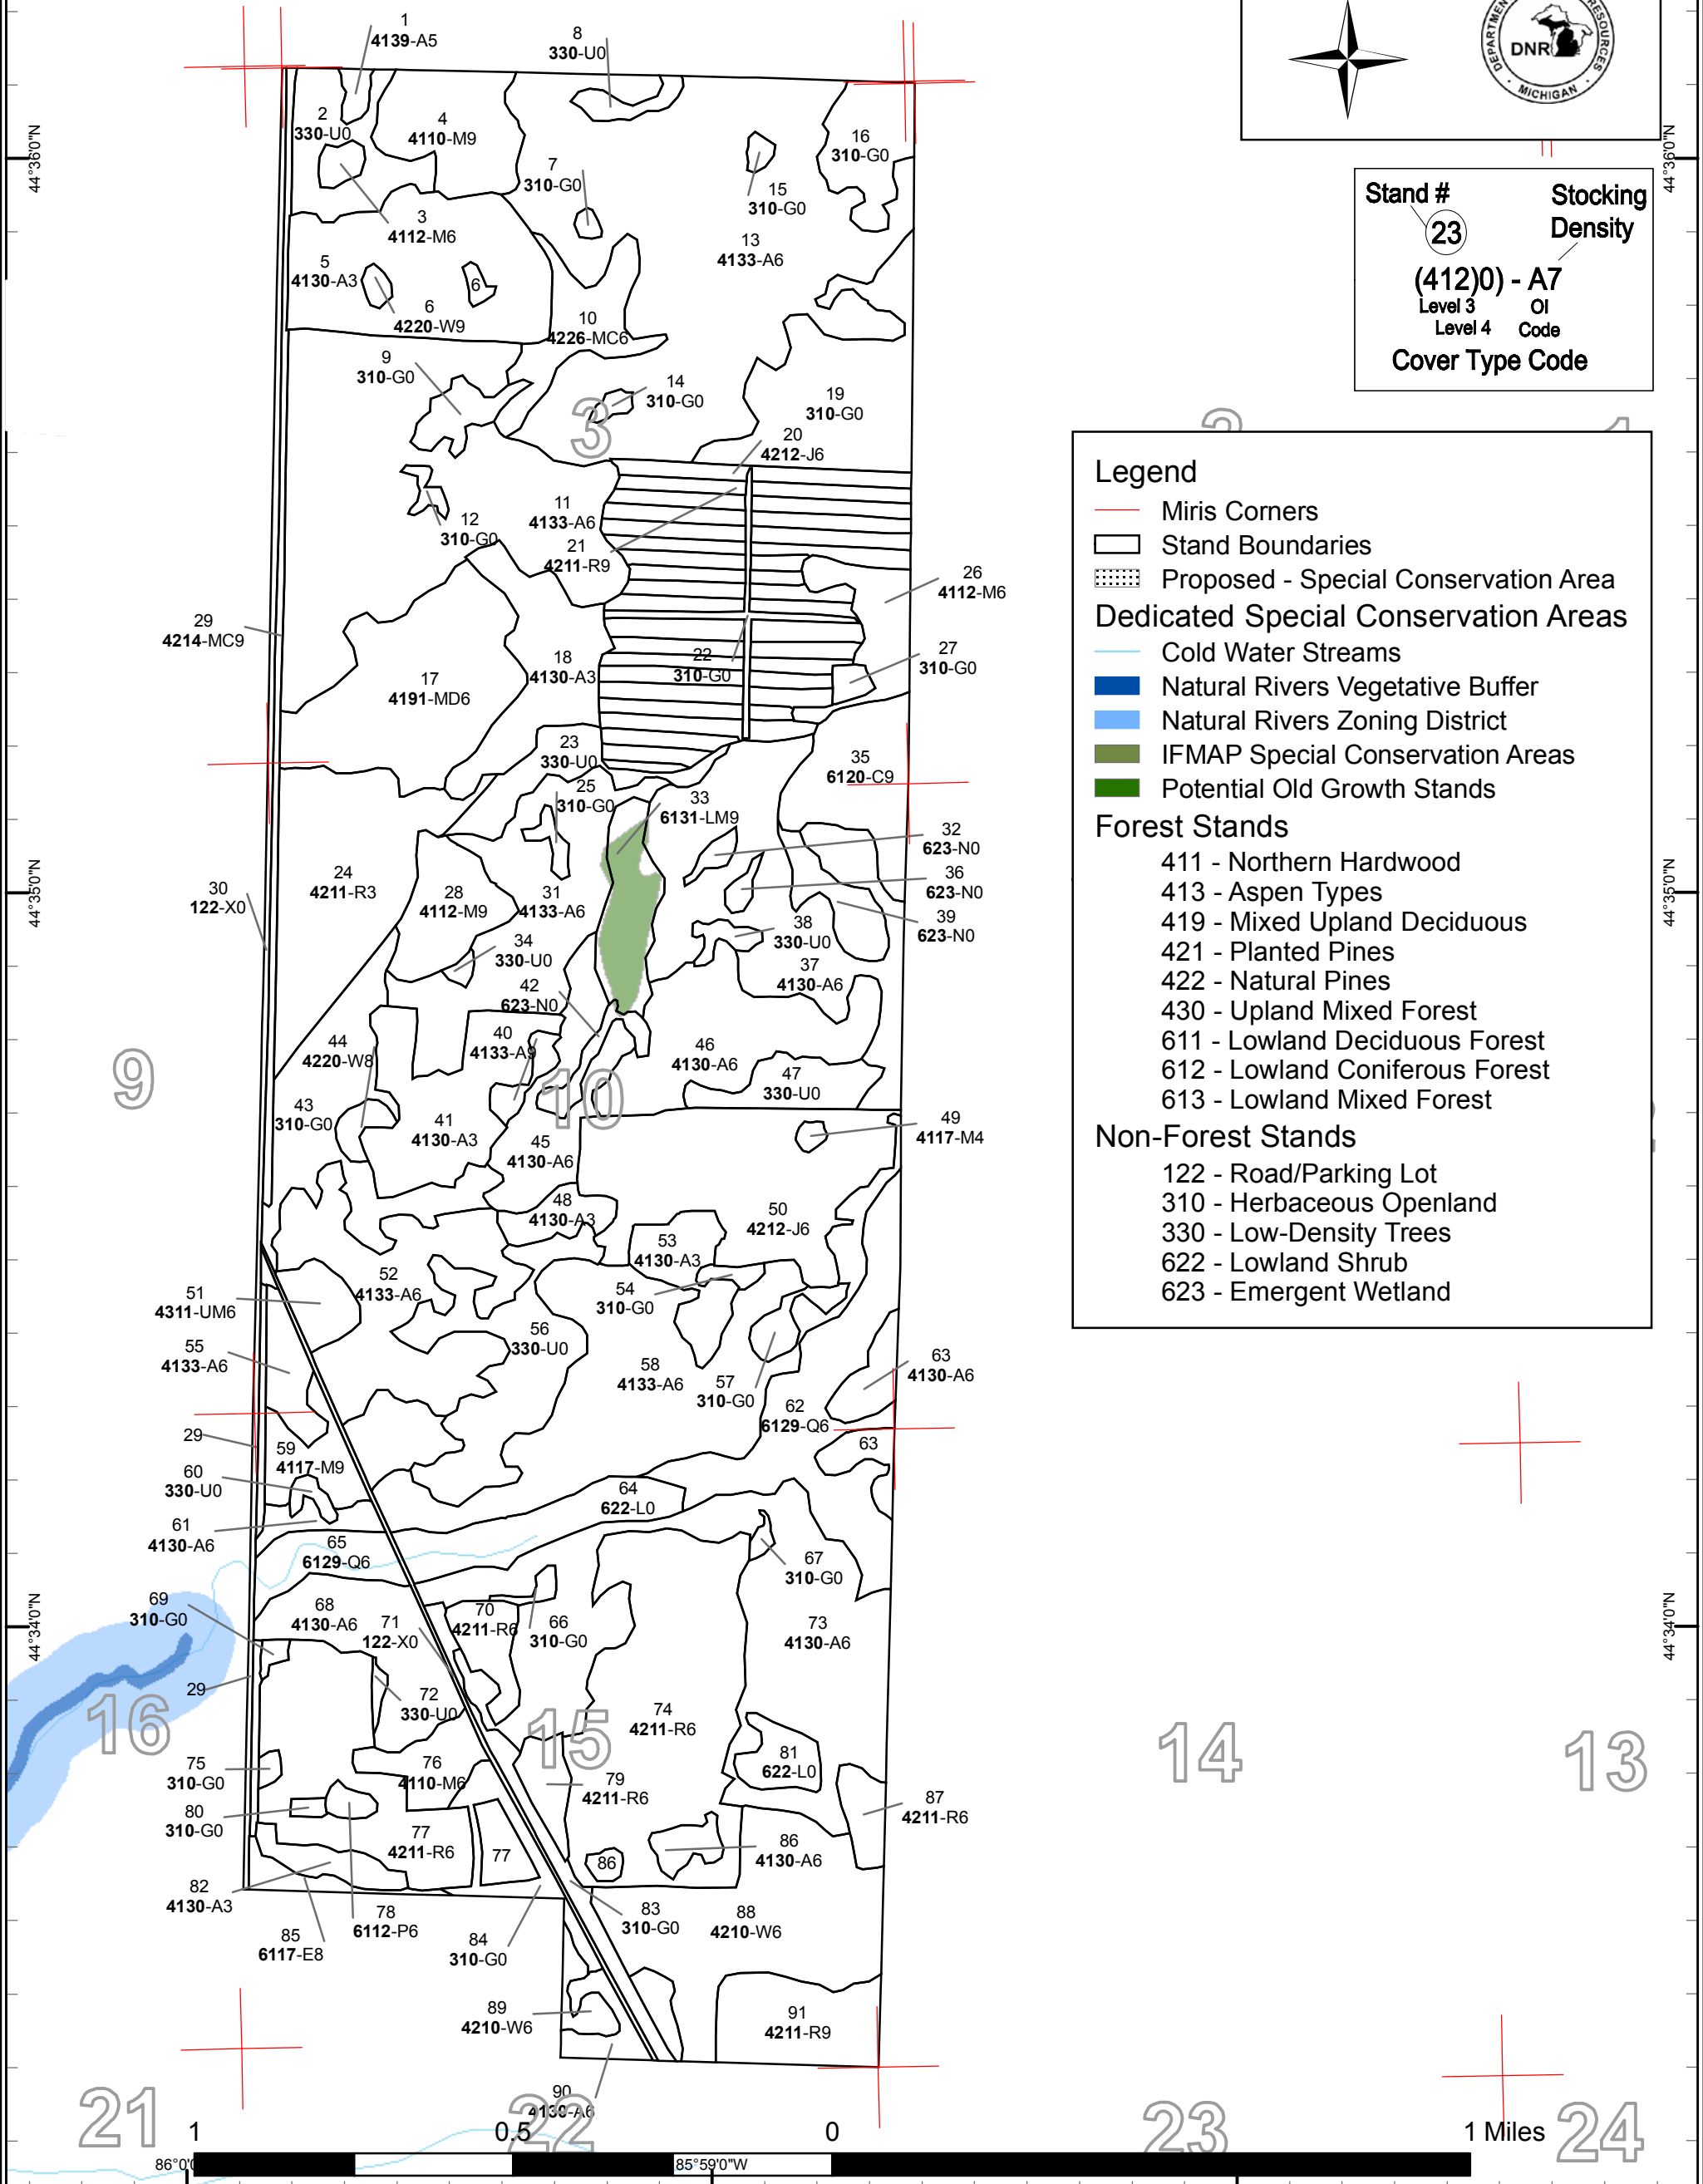 1
4139-A5
8
330-U0
DEPARTMENT
RESOURCES
DNR
MICHIGAN
2
330-U0
4
4110-M9
16
310-G0
7
310-G0
15
310-G0
3
4112-M6
13
4133-A6
5
4130-A3
6
6
4220-W9
10
4226-MC6
9
310-G0
14
310-G0
19
310-G0
3
20
4212-J6
11
4133-A6
12
310-G0
21
4211-R9
26
4112-M6
29
4214-MC9
27
310-G0
18
4130-A3
22
310-G0
17
4191-MD6
23
330-U0
35
6120-C9
25
310-G0
33
6131-LM9
32
623-N0
24
4211-R3
36
623-N0
30
122-X0
28
4112-M9
31
4133-A6
39
623-N0
38
330-U0
34
330-U0
37
4130-A6
42
623-N0
40
4133-A9
44
4220-W8
46
4130-A6
9
10
47
330-U0
43
310-G0
41
4130-A3
49
4117-M4
45
4130-A6
48
4130-A3
50
4212-J6
53
4130-A3
52
4133-A6
51
4311-UM6
54
310-G0
56
330-U0
55
4133-A6
58
4133-A6
57
310-G0
63
4130-A6
62
6129-Q6
29
63
59
4117-M9
60
330-U0
64
622-L0
61
4130-A6
65
6129-Q6
67
310-G0
69
310-G0
68
4130-A6
71
122-X0
70
4211-R6
66
310-G0
73
4130-A6
29
72
330-U0
16
15
74
4211-R6
14
13
75
310-G0
76
4110-M6
81
622-L0
79
4211-R6
87
4211-R6
80
310-G0
77
4211-R6
77
86
86
4130-A6
82
4130-A3
78
6112-P6
83
310-G0
88
4210-W6
85
6117-E8
84
310-G0
89
4210-W6
91
4211-R9
90
4130-A6
21
22
23
24
1
0.5
0
1 Miles
85°59'0"W
44°36'0"N
44°36'0"N
44°35'0"N
44°35'0"N
44°34'0"N
44°34'0"N
Stand #
Stocking
Density
23
(412)0) - A7
Level 3
OI
Level 4
Code
Cover Type Code
Legend
Miris Corners
Stand Boundaries
Proposed - Special Conservation Area
Dedicated Special Conservation Areas
Cold Water Streams
Natural Rivers Vegetative Buffer
Natural Rivers Zoning District
IFMAP Special Conservation Areas
Potential Old Growth Stands
Forest Stands
411 - Northern Hardwood
413 - Aspen Types
419 - Mixed Upland Deciduous
421 - Planted Pines
422 - Natural Pines
430 - Upland Mixed Forest
611 - Lowland Deciduous Forest
612 - Lowland Coniferous Forest
613 - Lowland Mixed Forest
Non-Forest Stands
122 - Road/Parking Lot
310 - Herbaceous Openland
330 - Low-Density Trees
622 - Lowland Shrub
623 - Emergent Wetland